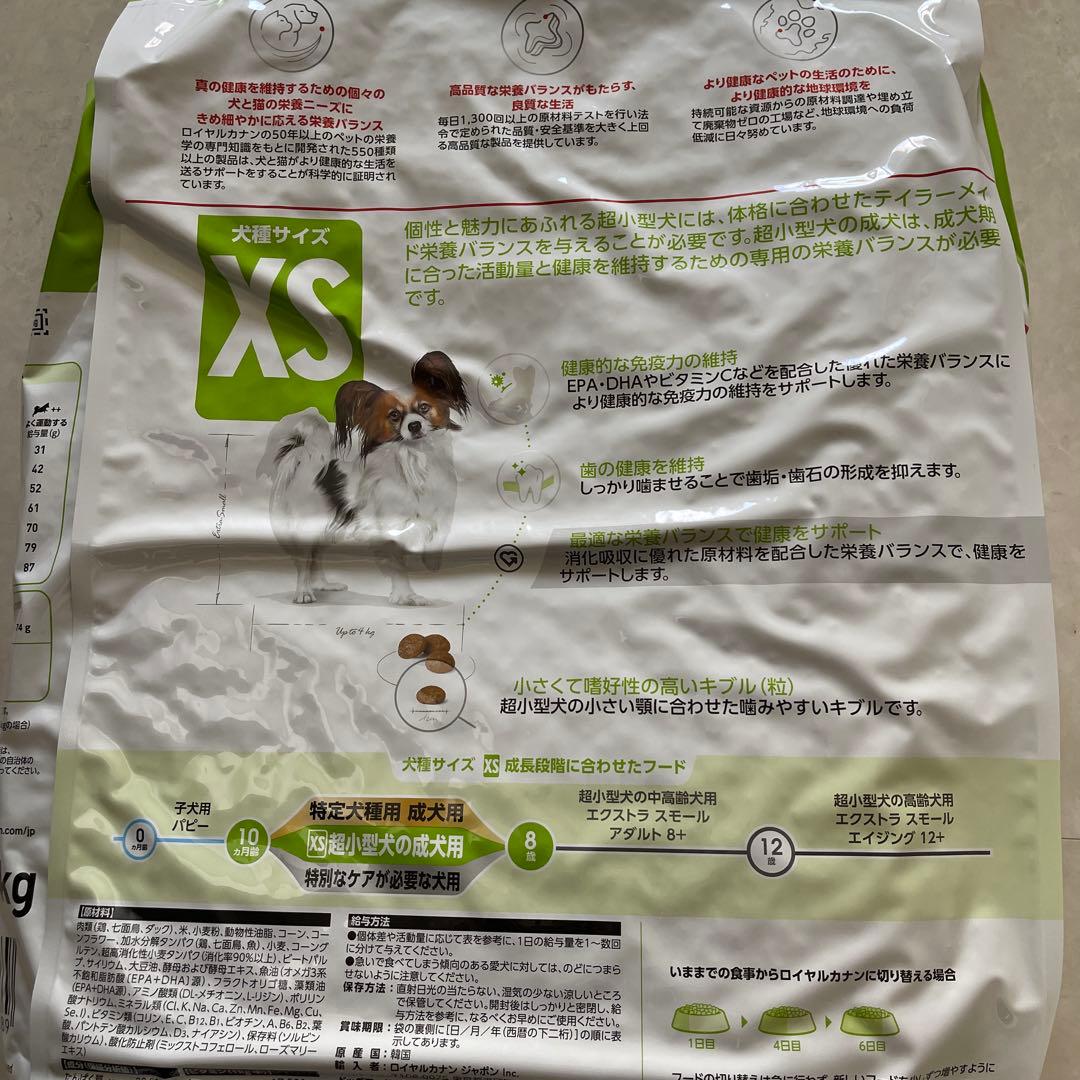 真の健康を維持するための個々の
犬と猫の栄養ニーズに
きめ細やかに応える栄養バランス
ロイヤルカナンの50年以上のペットの栄養
学の専門知識をもとに開発された550種類
以上の製品は、犬と猫がより健康的な生活を
送るサポートをすることが科学的に証明され
ています。
高品質な栄養バランスがもたらす、
良質な生活
毎日1,300回以上の原材料テストを行い法
令で定められた品質・安全基準を大きく上回
る高品質な製品を提供しています。
より健康なペットの生活のために、
より健康的な地球環境を
持続可能な資源からの原材料調達や埋め立
て廃棄物ゼロの工場など、地球環境への負荷
低減に日々努めています。
犬種サイズ
XS
個性と魅力にあふれる超小型犬には、体格に合わせたテイラーメイ
ド栄養バランスを与えることが必要です。超小型犬の成犬は、成犬期
に合った活動量と健康を維持するための専用の栄養バランスが必要
です。
健康的な免疫力の維持
EPA・DHAやビタミンCなどを配合した優れた栄養バランスに
より健康的な免疫力の維持をサポートします。
歯の健康を維持
しっかり噛ませることで歯垢・歯石の形成を抑えます。
最適な栄養バランスで健康をサポート
消化吸収に優れた原材料を配合した栄養バランスで、健康を
サポートします。
Extra Small
Up to 4 kg
1cm
小さくて嗜好性の高いキブル（粒）
超小型犬の小さい顎に合わせた噛みやすいキブルです。
++
よく運動する
給与量(g)
31
42
52
61
70
79
87
74 g
kgの場合)
は、
の自治体の
ってください。
n.com/jp
kg
犬種サイズ XS 成長段階に合わせたフード
子犬用
パピー
0
ヵ月齢
10
ヵ月齢
特定犬種用 成犬用
XS 超小型犬の成犬用
特別なケアが必要な犬用
8
歳
超小型犬の中高齢犬用
エクストラ スモール
アダルト 8+
12
歳
超小型犬の高齢犬用
エクストラ スモール
エイジング 12+
【原材料】
肉類(鶏、七面鳥、ダック)、米、小麦粉、動物性油脂、コーン、コー
ンフラワー、加水分解タンパク(鶏、七面鳥、魚)、小麦、コーングル
テン、超高消化性小麦タンパク(消化率90%以上)、ビートパル
プ、サイリウム、大豆油、酵母および酵母エキス、魚油(オメガ3系
不飽和脂肪酸(EPA+DHA)源)、フラクトオリゴ糖、藻類油
(EPA+DHA源)、アミノ酸類(DL-メチオニン、L-リジン)、ポリリン
酸ナトリウム、ミネラル類(Cl、K、Na、Ca、Zn、Mn、Fe、Mg、Cu、
Se、I)、ビタミン類(コリン、E、C、B12、B1、ビオチン、A、B6、B2、葉
酸、パントテン酸カルシウム、D3、ナイアシン)、保存料(ソルビン
酸カリウム)、酸化防止剤(ミックストコフェロール、ローズマリー
エキス)
給与方法
●個体差や活動量に応じて表を参考に、1日の給与量を1～数回
に分けて与えてください。
●急いで食べてしまう傾向のある愛犬に対しては、のどにつまら
せないように注意してください。
保存方法：直射日光の当たらない、湿気の少ない涼しいところ
で保管してください。開封後はしっかりと密閉し、給
与方法を参考に、なるべくお早めにご使用ください。
賞味期限：袋の裏側に[日／月／年(西暦の下二桁)]の順に表
示してあります。
原産国：韓国
輸入者：ロイヤルカナン ジャポン Inc.
いままでの食事からロイヤルカナンに切り替える場合
1日目
4日目
6日目